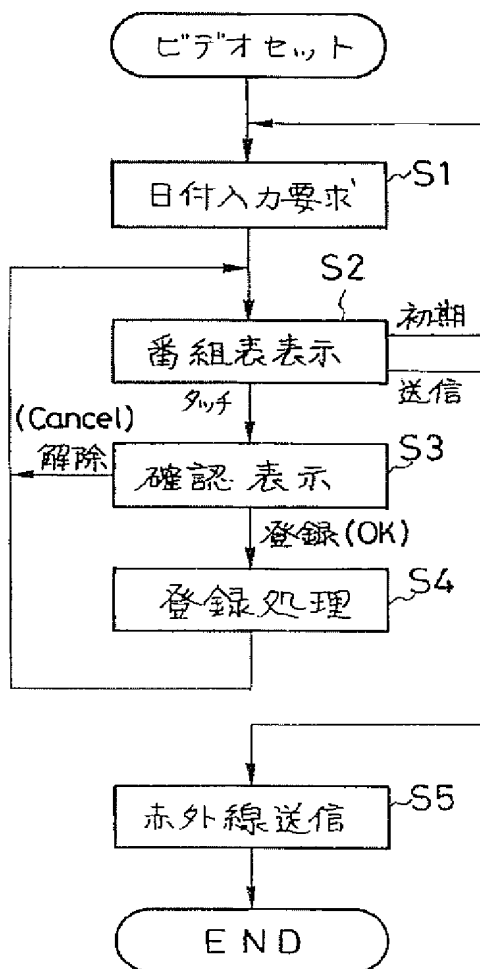 ビデオセット
S1
日付入力要求
S2
番組表表示
初期
送信
タッチ
(Cancel)
解除
S3
確認表示
登録(OK)
S4
登録処理
S5
赤外線送信
END